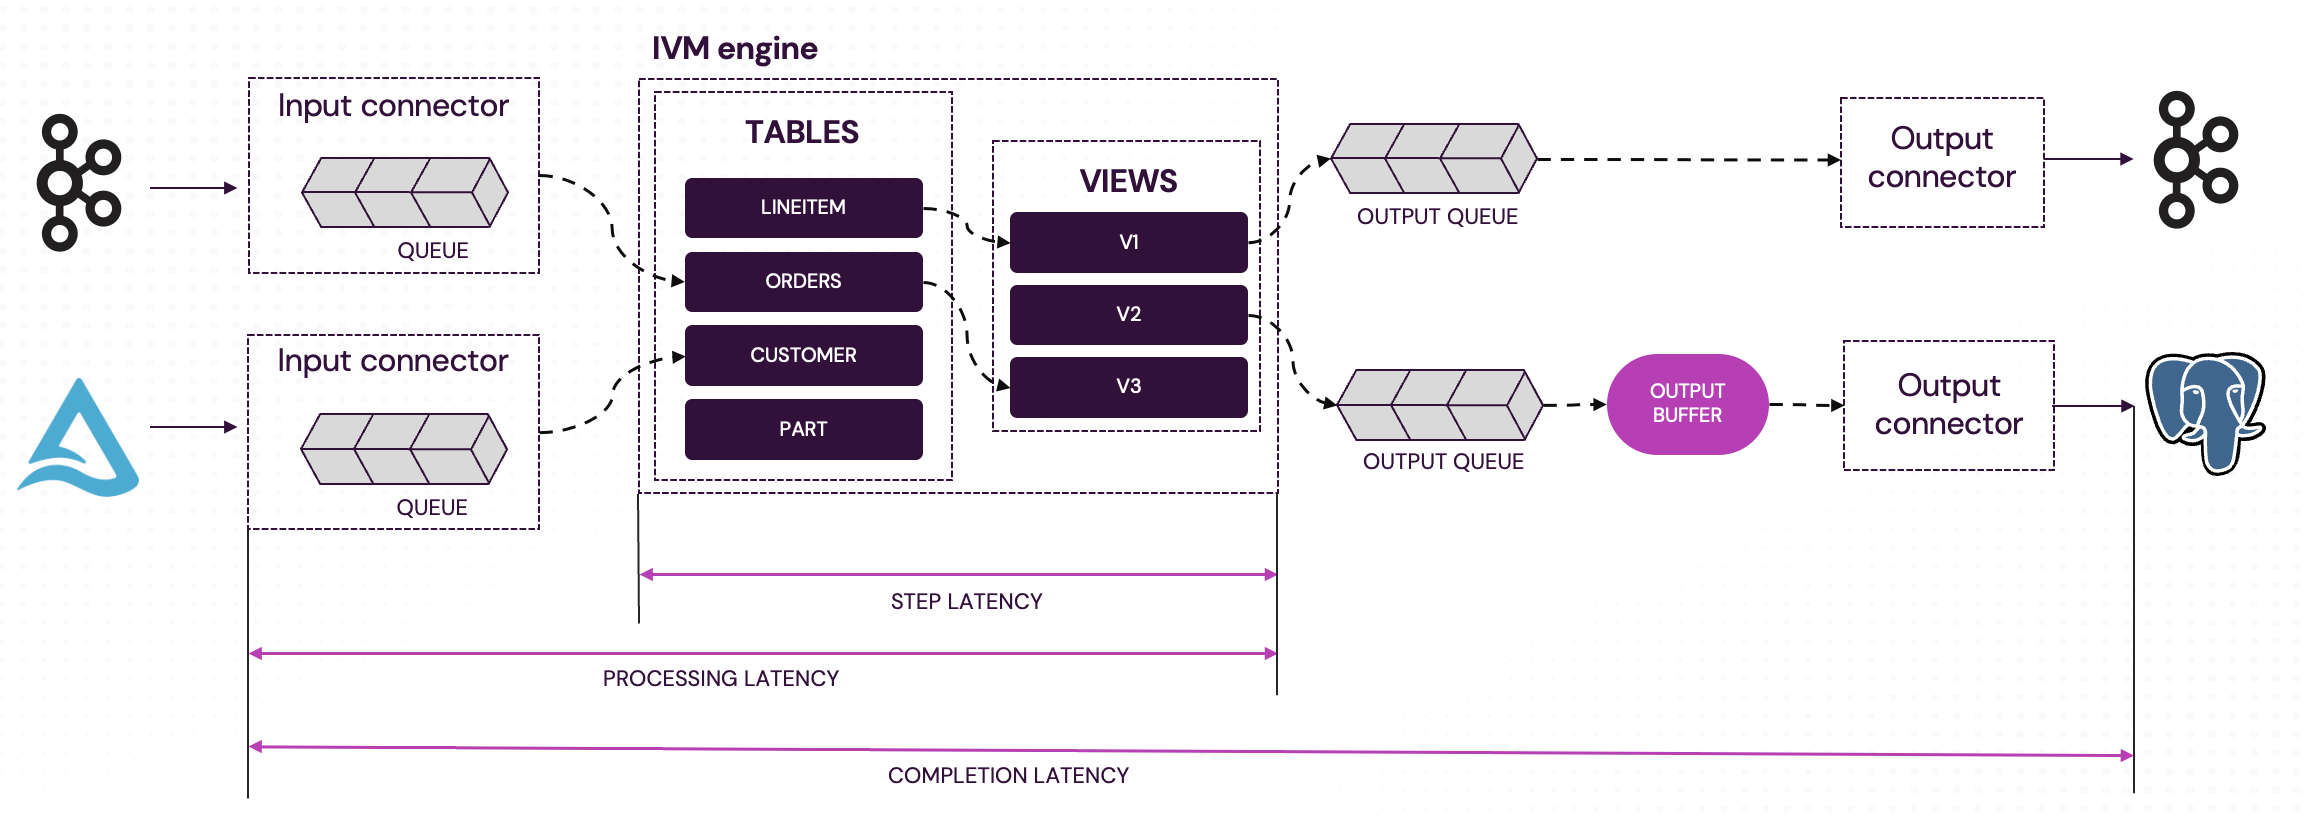 IVM engine
Input connector
QUEUE
Input connector
QUEUE
TABLES
LINEITEM
ORDERS
CUSTOMER
PART
VIEWS
V1
V2
V3
OUTPUT QUEUE
Output
connector
OUTPUT QUEUE
OUTPUT
BUFFER
Output
connector
STEP LATENCY
PROCESSING LATENCY
COMPLETION LATENCY